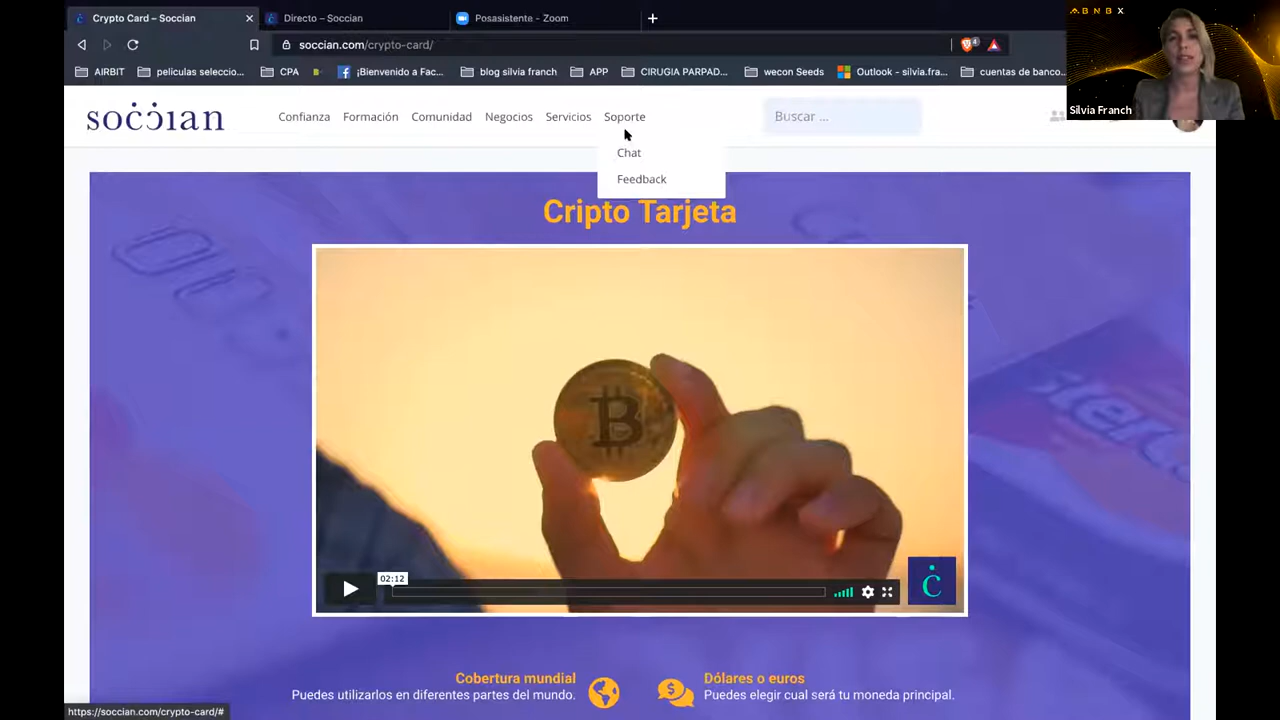 Crypto Card – Soccian
Directo – Soccian
Posasistente - Zoom
soccian.com/crypto-card/
4
AIRBIT
peliculas seleccio...
CPA
¡Bienvenido a Fac...
blog silvia franch
APP
CIRUGIA PARPAD...
wecon Seeds
Outlook - silvia.fra...
cuentas de banco...
ABNB X
Silvia Franch
soccian
Confianza
Formación
Comunidad
Negocios
Servicios
Soporte
Buscar ...
Chat
Feedback
Cripto Tarjeta
B
02:12
ċ
Cobertura mundial
Puedes utilizarlos en diferentes partes del mundo.
Dólares o euros
Puedes elegir cual será tu moneda principal.
https://soccian.com/crypto-card/#